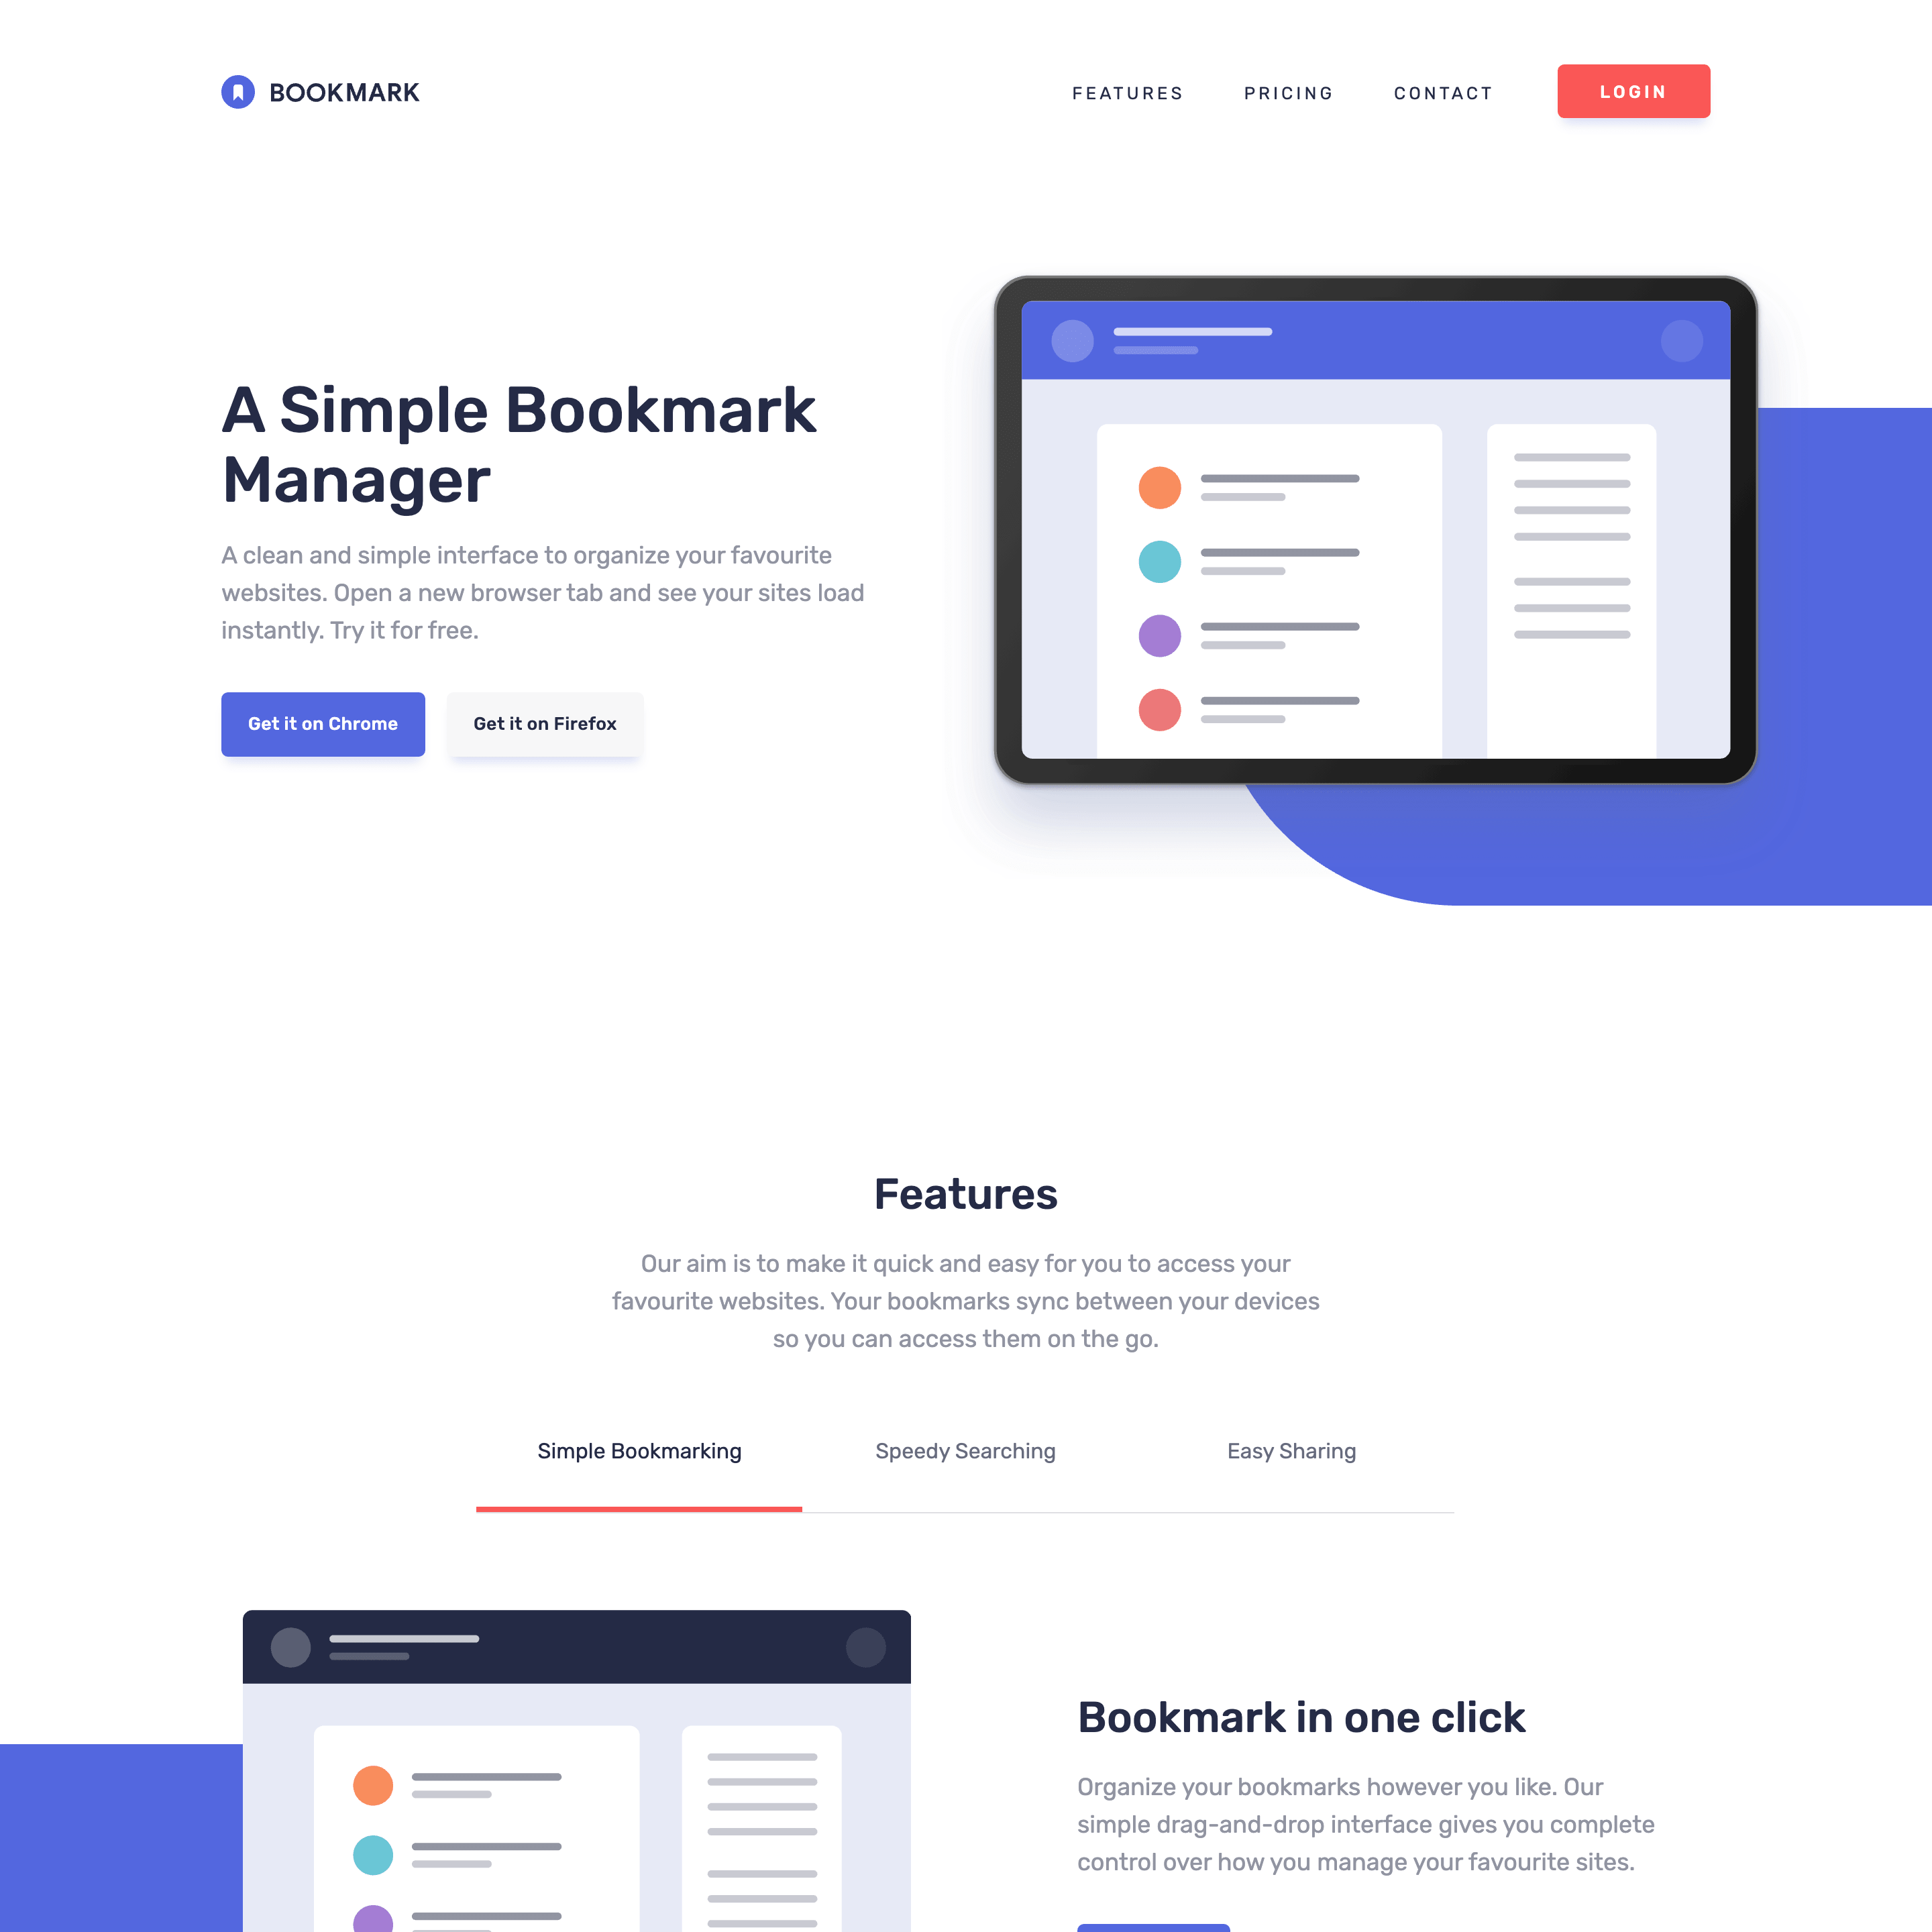 BOOKMARK
FEATURES
PRICING
CONTACT
LOGIN
A Simple Bookmark
Manager
A clean and simple interface to organize your favourite
websites. Open a new browser tab and see your sites load
instantly. Try it for free.
Get it on Chrome
Get it on Firefox
Features
Our aim is to make it quick and easy for you to access your
favourite websites. Your bookmarks sync between your devices
so you can access them on the go.
Simple Bookmarking
Speedy Searching
Easy Sharing
Bookmark in one click
Organize your bookmarks however you like. Our
simple drag-and-drop interface gives you complete
control over how you manage your favourite sites.